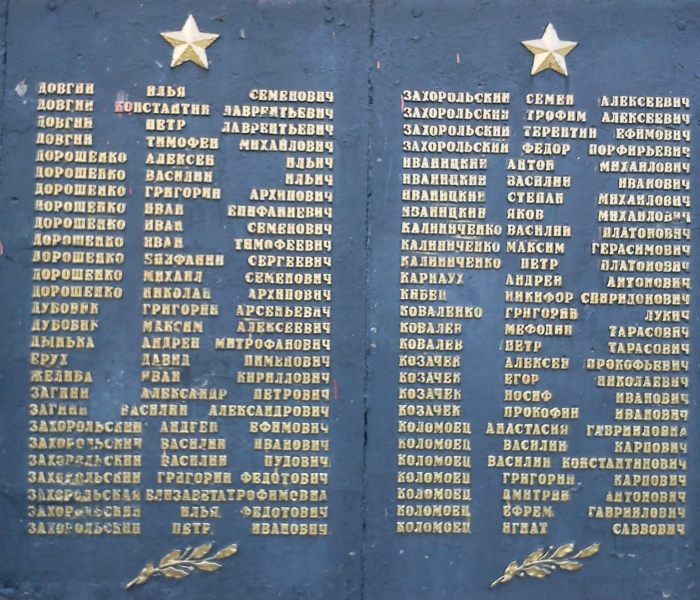 ДОВГИЙ ИЛЬЯ СЕМЕНОВИЧ
ДОВГИЙ КОНСТАНТИН ЛАВРЕНТЬЕВИЧ
ДОВГИЙ ПЕТР ЛАВРЕНТЬЕВИЧ
ДОВГИЙ ТИМОФЕЙ МИХАЙЛОВИЧ
ДОРОШЕНКО АЛЕКСЕЙ ИЛЬИЧ
ДОРОШЕНКО ВАСИЛИЙ ИЛЬИЧ
ДОРОШЕНКО ГРИГОРИЙ АРХИПОВИЧ
ДОРОШЕНКО ИВАН ЕПИФАНИЕВИЧ
ДОРОШЕНКО ИВАН СЕМЕНОВИЧ
ДОРОШЕНКО ИВАН ТИМОФЕЕВИЧ
ДОРОШЕНКО ЕПИФАНИЙ СЕРГЕЕВИЧ
ДОРОШЕНКО МИХАИЛ СЕМЕНОВИЧ
ДОРОШЕНКО НИКОЛАЙ АРХИПОВИЧ
ДУБОВИК ГРИГОРИЙ АРСЕНЬЕВИЧ
ДУБОВИК МАКСИМ АЛЕКСЕЕВИЧ
ДЫНЬКА АНДРЕЙ МИТРОФАНОВИЧ
ЕРУХ ДАВИД ПИМЕНОВИЧ
ЖЕЛИБА ИВАН КИРИЛЛОВИЧ
ЗАГНИЙ АЛЕКСАНДР ПЕТРОВИЧ
ЗАГНИЙ ВАСИЛИЙ АЛЕКСАНДРОВИЧ
ЗАХОРОЛЬСКИЙ АНДРЕЙ ЕФИМОВИЧ
ЗАХОРОЛЬСКИЙ ВАСИЛИЙ ИВАНОВИЧ
ЗАХОРОЛЬСКИЙ ВАСИЛИЙ ПУДОВИЧ
ЗАХОРОЛЬСКИЙ ГРИГОРИЙ ФЕДОТОВИЧ
ЗАХОРОЛЬСКАЯ ЕЛИЗАВЕТА ТРОФИМОВНА
ЗАХОРОЛЬСКИЙ ИЛЬЯ ФЕДОТОВИЧ
ЗАХОРОЛЬСКИЙ ПЕТР ИВАНОВИЧ
ЗАХОРОЛЬСКИЙ СЕМЕН АЛЕКСЕЕВИЧ
ЗАХОРОЛЬСКИЙ ТРОФИМ АЛЕКСЕЕВИЧ
ЗАХОРОЛЬСКИЙ ТЕРЕНТИЙ ЕФИМОВИЧ
ЗАХОРОЛЬСКИЙ ФЕДОР ПОРФИРЬЕВИЧ
ИВАНИЦКИЙ АНТОН МИХАЙЛОВИЧ
ИВАНИЦКИЙ ВАСИЛИЙ ИВАНОВИЧ
ИВАНИЦКИЙ СТЕПАН МИХАЙЛОВИЧ
ИВАНИЦКИЙ ЯКОВ МИХАЙЛОВИЧ
КАЛИНИЧЕНКО ВАСИЛИЙ ПЛАТОНОВИЧ
КАЛИНИЧЕНКО МАКСИМ ГЕРАСИМОВИЧ
КАЛИНИЧЕНКО ПЕТР ПЛАТОНОВИЧ
КАРНАУХ АНДРЕЙ АНТОНОВИЧ
КИБЕЦ НИКИФОР СПИРИДОНОВИЧ
КОВАЛЕНКО ГРИГОРИЙ ЛУКИЧ
КОВАЛЕВ МЕФОДИЙ ТАРАСОВИЧ
КОВАЛЕВ ПЕТР ТАРАСОВИЧ
КОЗАЧЕК АЛЕКСЕЙ ПРОКОФЬЕВИЧ
КОЗАЧЕК ЕГОР НИКОЛАЕВИЧ
КОЗАЧЕК ИОСИФ ИВАНОВИЧ
КОЗАЧЕК ПРОКОФИЙ ИВАНОВИЧ
КОЛОМОЕЦ АНАСТАСИЯ ГАВРИИЛОВНА
КОЛОМОЕЦ ВАСИЛИЙ КАРПОВИЧ
КОЛОМОЕЦ ВАСИЛИЙ КОНСТАНТИНОВИЧ
КОЛОМОЕЦ ГРИГОРИЙ КАРПОВИЧ
КОЛОМОЕЦ ДМИТРИЙ АНТОНОВИЧ
КОЛОМОЕЦ ЕФРЕМ ГАВРИИЛОВИЧ
КОЛОМОЕЦ ИГНАТ САВВОВИЧ